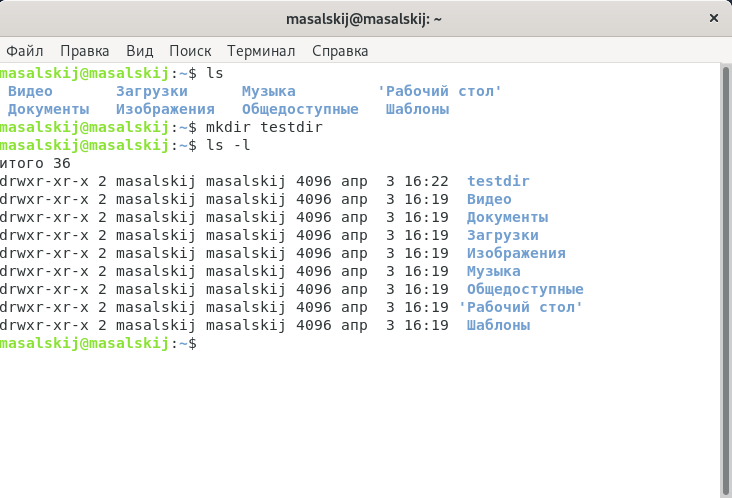 masalskij@masalskij: ~
Файл Правка Вид Поиск Терминал Справка
masalskij@masalskij:~$ ls
Видео Загрузки Музыка 'Рабочий стол'
Документы Изображения Общедоступные Шаблоны
masalskij@masalskij:~$ mkdir testdir
masalskij@masalskij:~$ ls -l
итого 36
drwxr-xr-x 2 masalskij masalskij 4096 апр  3 16:22  testdir
drwxr-xr-x 2 masalskij masalskij 4096 апр  3 16:19  Видео
drwxr-xr-x 2 masalskij masalskij 4096 апр  3 16:19  Документы
drwxr-xr-x 2 masalskij masalskij 4096 апр  3 16:19  Загрузки
drwxr-xr-x 2 masalskij masalskij 4096 апр  3 16:19  Изображения
drwxr-xr-x 2 masalskij masalskij 4096 апр  3 16:19  Музыка
drwxr-xr-x 2 masalskij masalskij 4096 апр  3 16:19  Общедоступные
drwxr-xr-x 2 masalskij masalskij 4096 апр  3 16:19 'Рабочий стол'
drwxr-xr-x 2 masalskij masalskij 4096 апр  3 16:19  Шаблоны
masalskij@masalskij:~$